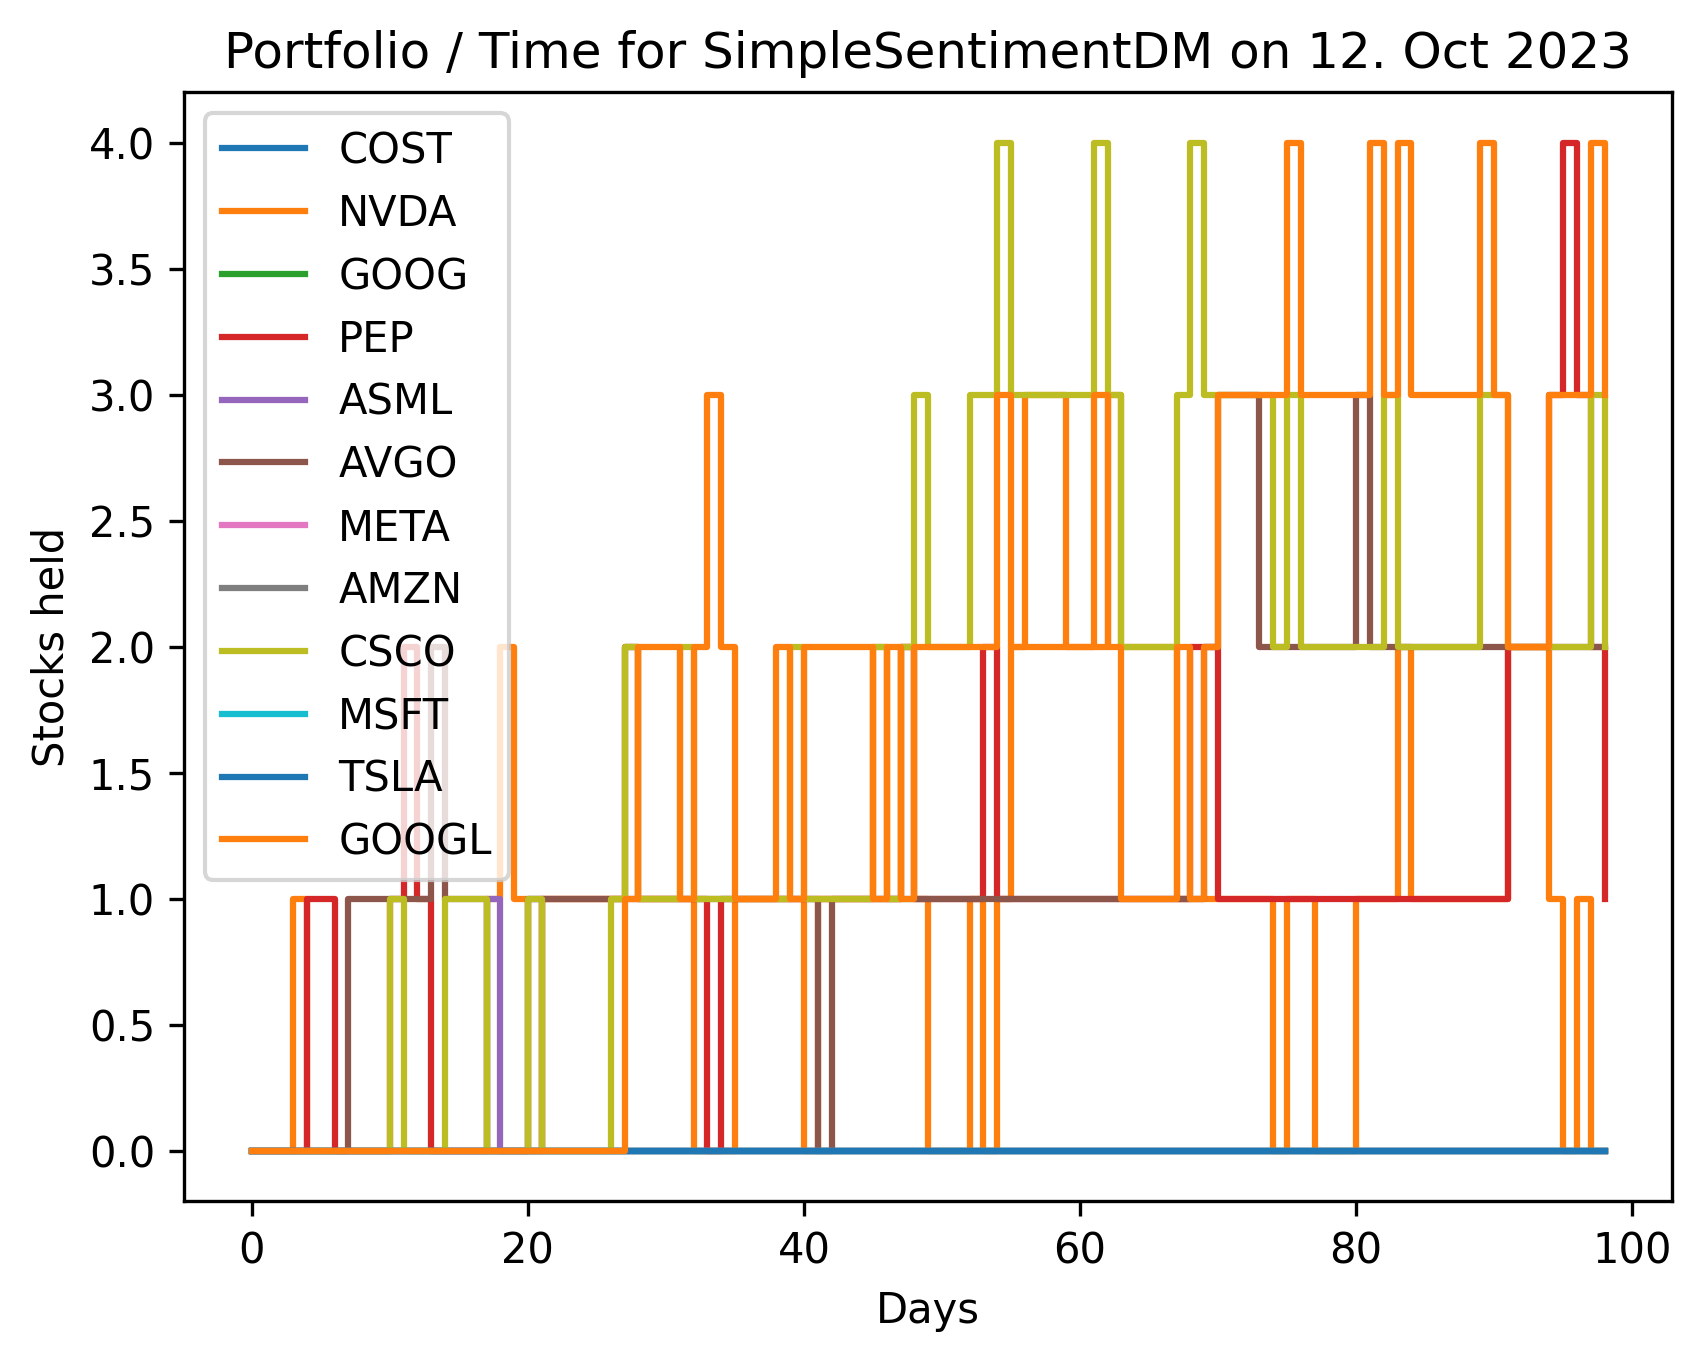 Portfolio / Time for SimpleSentimentDM on 12. Oct 2023
4.0
3.5
3.0
2.5
2.0
1.5
1.0
0.5
0.0
Stocks held
COST
NVDA
GOOG
PEP
ASML
AVGO
META
AMZN
CSCO
MSFT
TSLA
GOOGL
0 20 40 60 80 100
Days